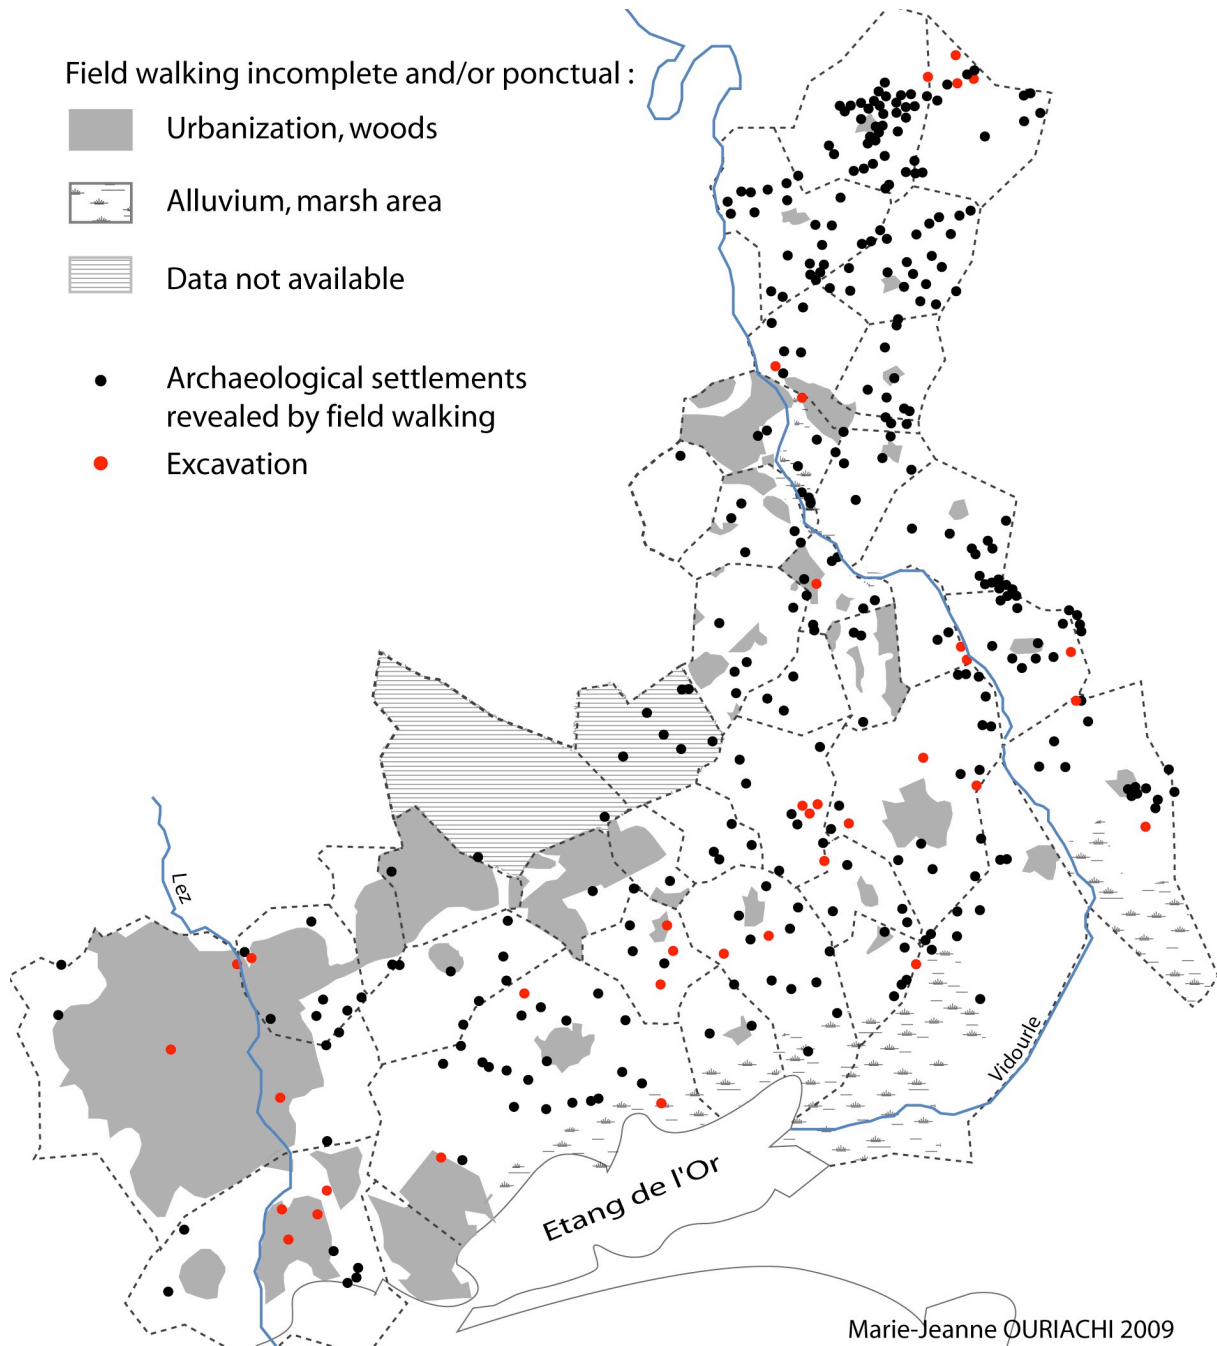 Field walking incomplete and/or ponctual :
Urbanization, woods
Alluvium, marsh area
Data not available
Archaeological settlements
revealed by field walking
Excavation
Lez
Vidourle
Etang de l'Or
Marie-Jeanne OURIACHI 2009